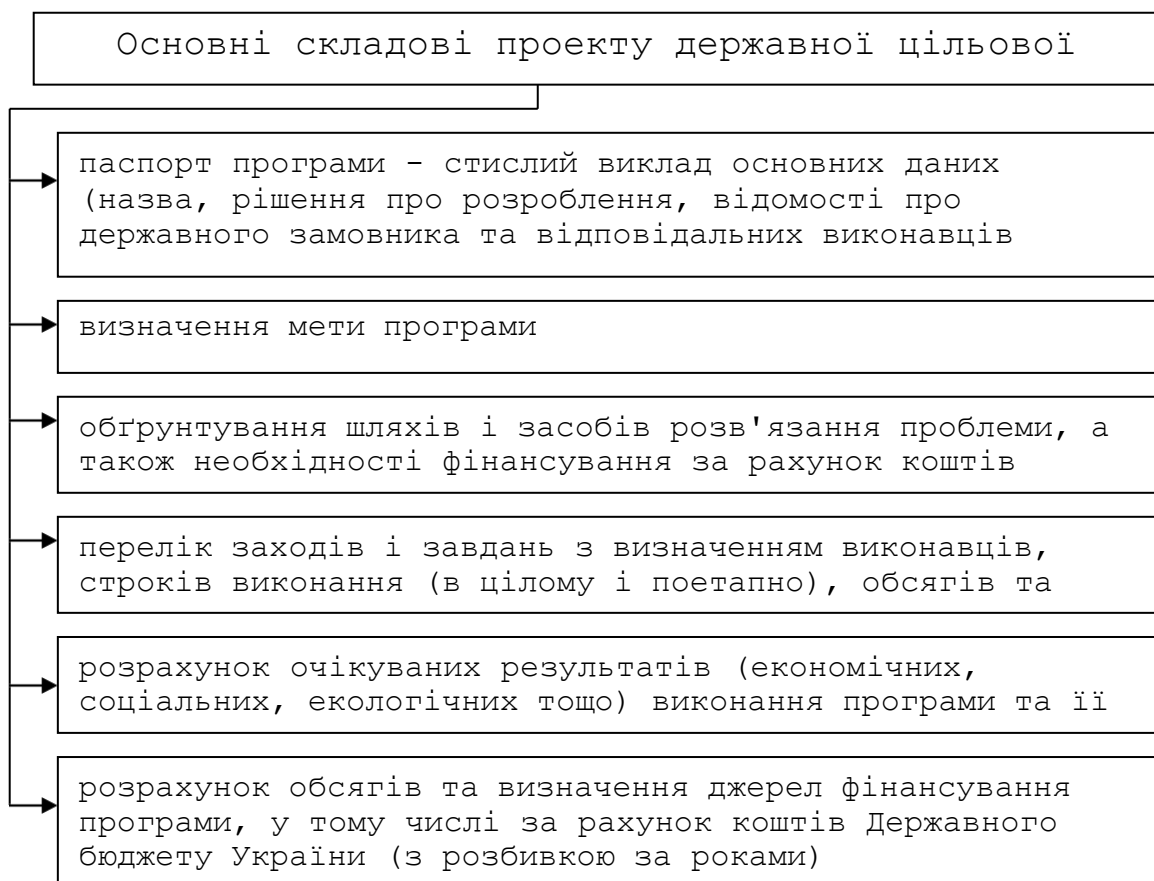 Основні складові проекту державної цільової
паспорт програми - стислий виклад основних даних
(назва, рішення про розроблення, відомості про
державного замовника та відповідальних виконавців
визначення мети програми
обґрунтування шляхів і засобів розв'язання проблеми, а
також необхідності фінансування за рахунок коштів
перелік заходів і завдань з визначенням виконавців,
строків виконання (в цілому і поетапно), обсягів та
розрахунок очікуваних результатів (економічних,
соціальних, екологічних тощо) виконання програми та її
розрахунок обсягів та визначення джерел фінансування
програми, у тому числі за рахунок коштів Державного
бюджету України (з розбивкою за роками)